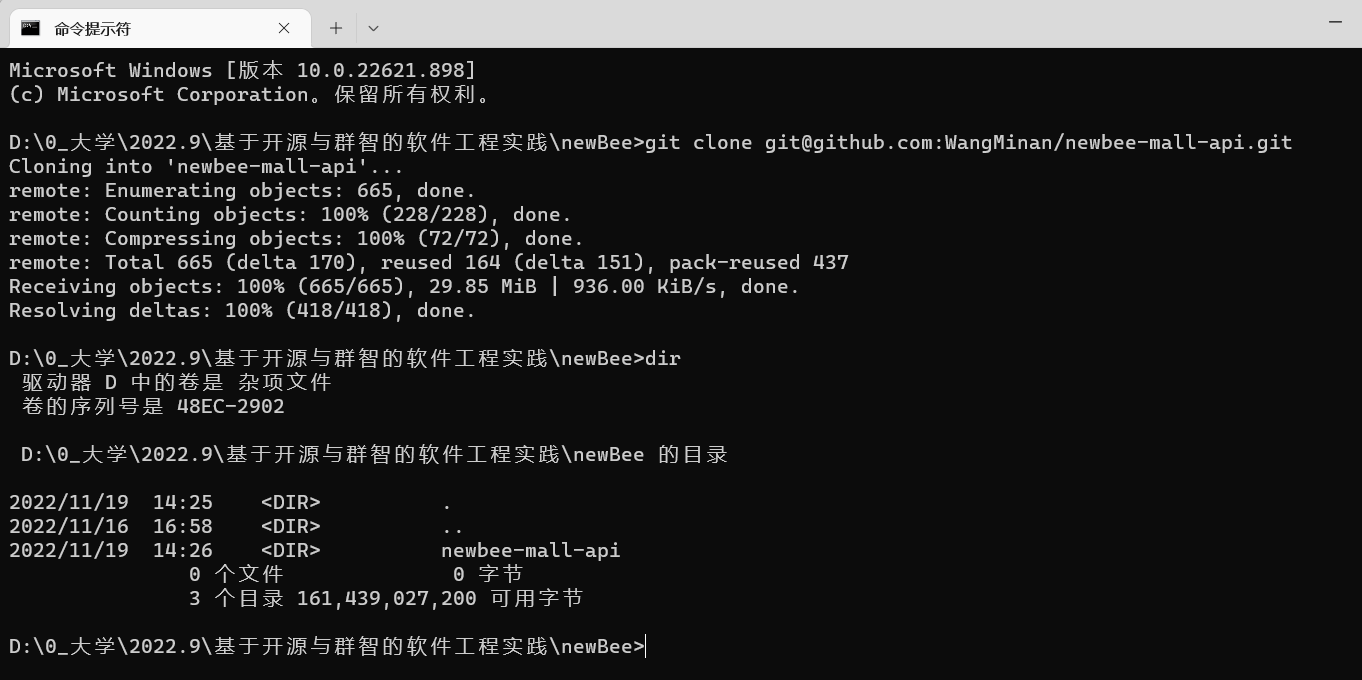 命令提示符
Microsoft Windows [版本 10.0.22621.898]
(c) Microsoft Corporation。保留所有权利。
D:\0_大学\2022.9\基于开源与群智的软件工程实践\newBee>git clone git@github.com:WangMinan/newbee-mall-api.git
Cloning into 'newbee-mall-api'...
remote: Enumerating objects: 665, done.
remote: Counting objects: 100% (228/228), done.
remote: Compressing objects: 100% (72/72), done.
remote: Total 665 (delta 170), reused 164 (delta 151), pack-reused 437
Receiving objects: 100% (665/665), 29.85 MiB | 936.00 KiB/s, done.
Resolving deltas: 100% (418/418), done.
D:\0_大学\2022.9\基于开源与群智的软件工程实践\newBee>dir
 驱动器 D 中的卷是 杂项文件
 卷的序列号是 48EC-2902
 D:\0_大学\2022.9\基于开源与群智的软件工程实践\newBee 的目录
2022/11/19  14:25    <DIR>          .
2022/11/16  16:58    <DIR>          ..
2022/11/19  14:26    <DIR>          newbee-mall-api
               0 个文件              0 字节
               3 个目录 161,439,027,200 可用字节
D:\0_大学\2022.9\基于开源与群智的软件工程实践\newBee>